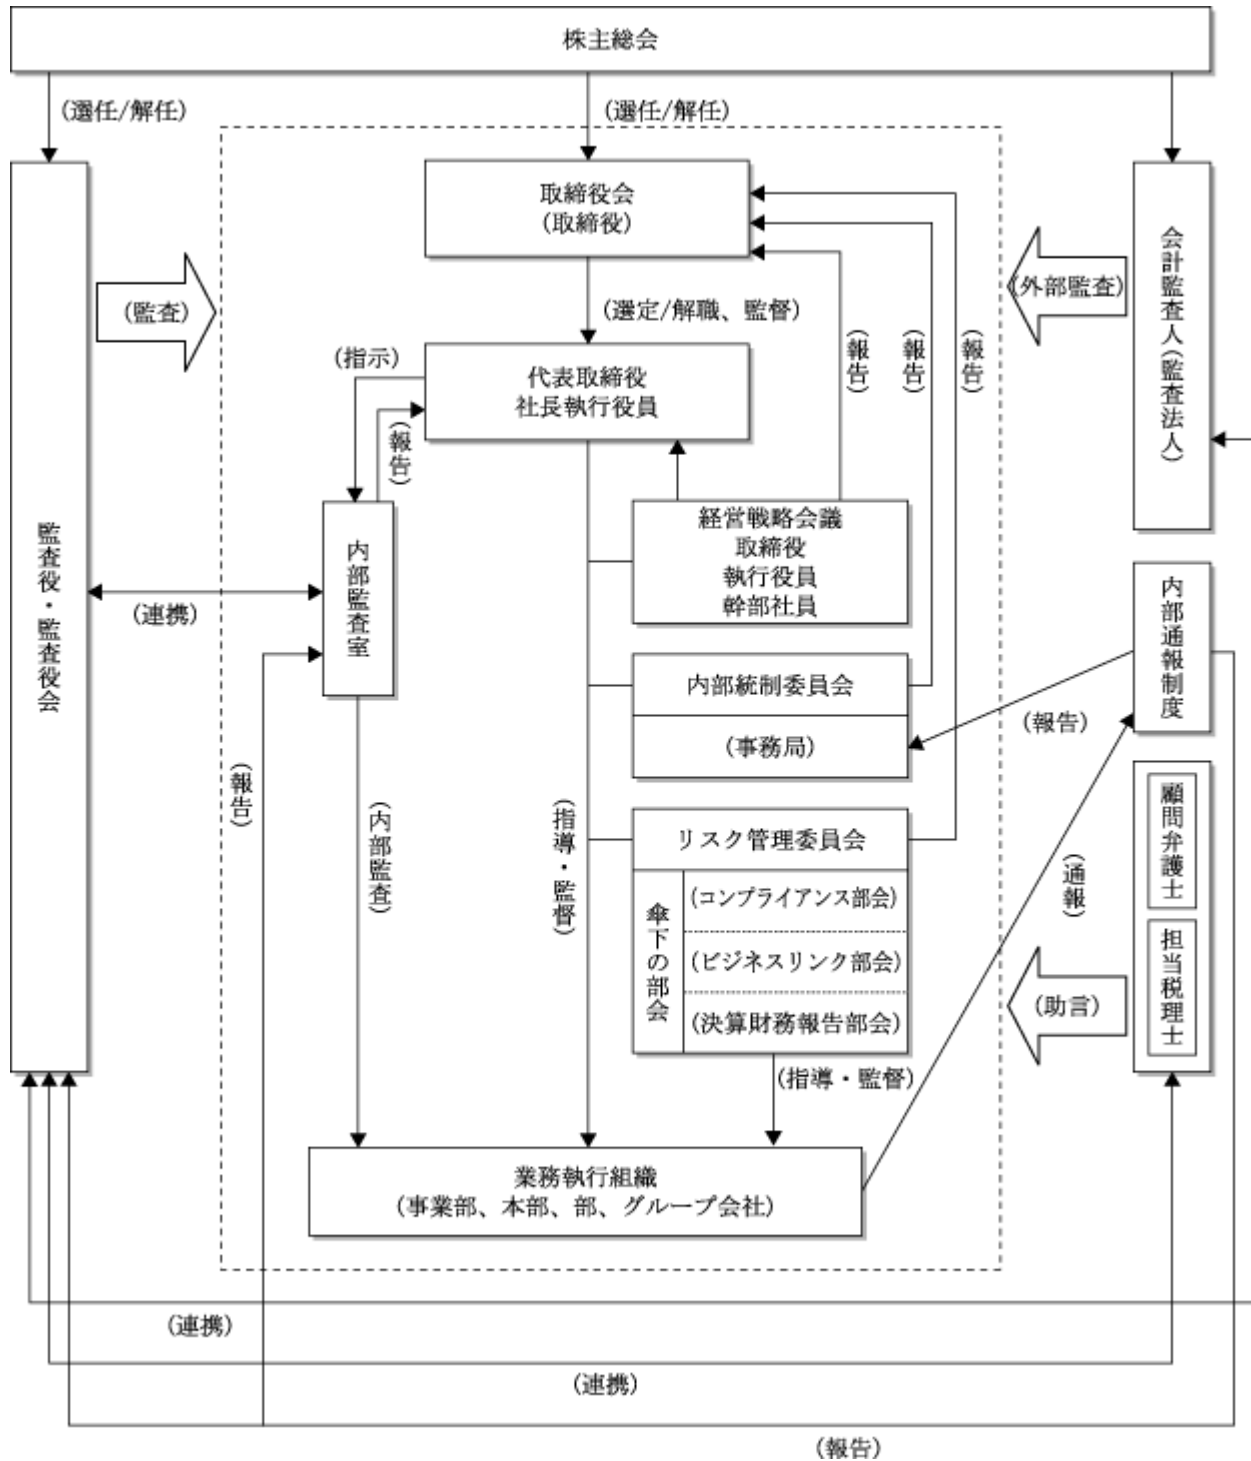 株主総会
(選任/解任)
(選任/解任)
取締役会
(取締役)
(監査)
(外部監査)
会計監査人(監査法人)
(選定/解職、監督)
(報告)
(報告)
(報告)
(指示)
代表取締役
社長執行役員
(報告)
監査役・監査役会
内部監査室
経営戦略会議
取締役
執行役員
幹部社員
(連携)
内部通報制度
内部統制委員会
(事務局)
(報告)
(報告)
(内部監査)
(指導・監督)
リスク管理委員会
傘下の部会
(コンプライアンス部会)
(ビジネスリンク部会)
(決算財務報告部会)
(通報)
顧問弁護士
担当税理士
(助言)
(指導・監督)
業務執行組織
(事業部、本部、部、グループ会社)
(連携)
(連携)
(報告)